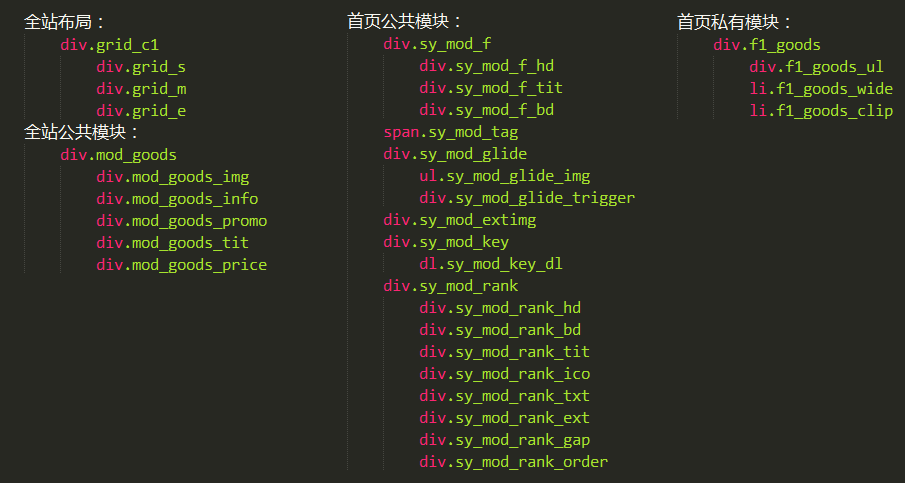 全站布局：
div.grid_c1
div.grid_s
div.grid_m
div.grid_e
全站公共模块：
div.mod_goods
div.mod_goods_img
div.mod_goods_info
div.mod_goods_promo
div.mod_goods_tit
div.mod_goods_price
首页公共模块：
div.sy_mod_f
div.sy_mod_f_hd
div.sy_mod_f_tit
div.sy_mod_f_bd
span.sy_mod_tag
div.sy_mod_glide
ul.sy_mod_glide_img
div.sy_mod_glide_trigger
div.sy_mod_extimg
div.sy_mod_key
dl.sy_mod_key_dl
div.sy_mod_rank
div.sy_mod_rank_hd
div.sy_mod_rank_bd
div.sy_mod_rank_tit
div.sy_mod_rank_ico
div.sy_mod_rank_txt
div.sy_mod_rank_ext
div.sy_mod_rank_gap
div.sy_mod_rank_order
首页私有模块：
div.f1_goods
div.f1_goods_ul
li.f1_goods_wide
li.f1_goods_clip